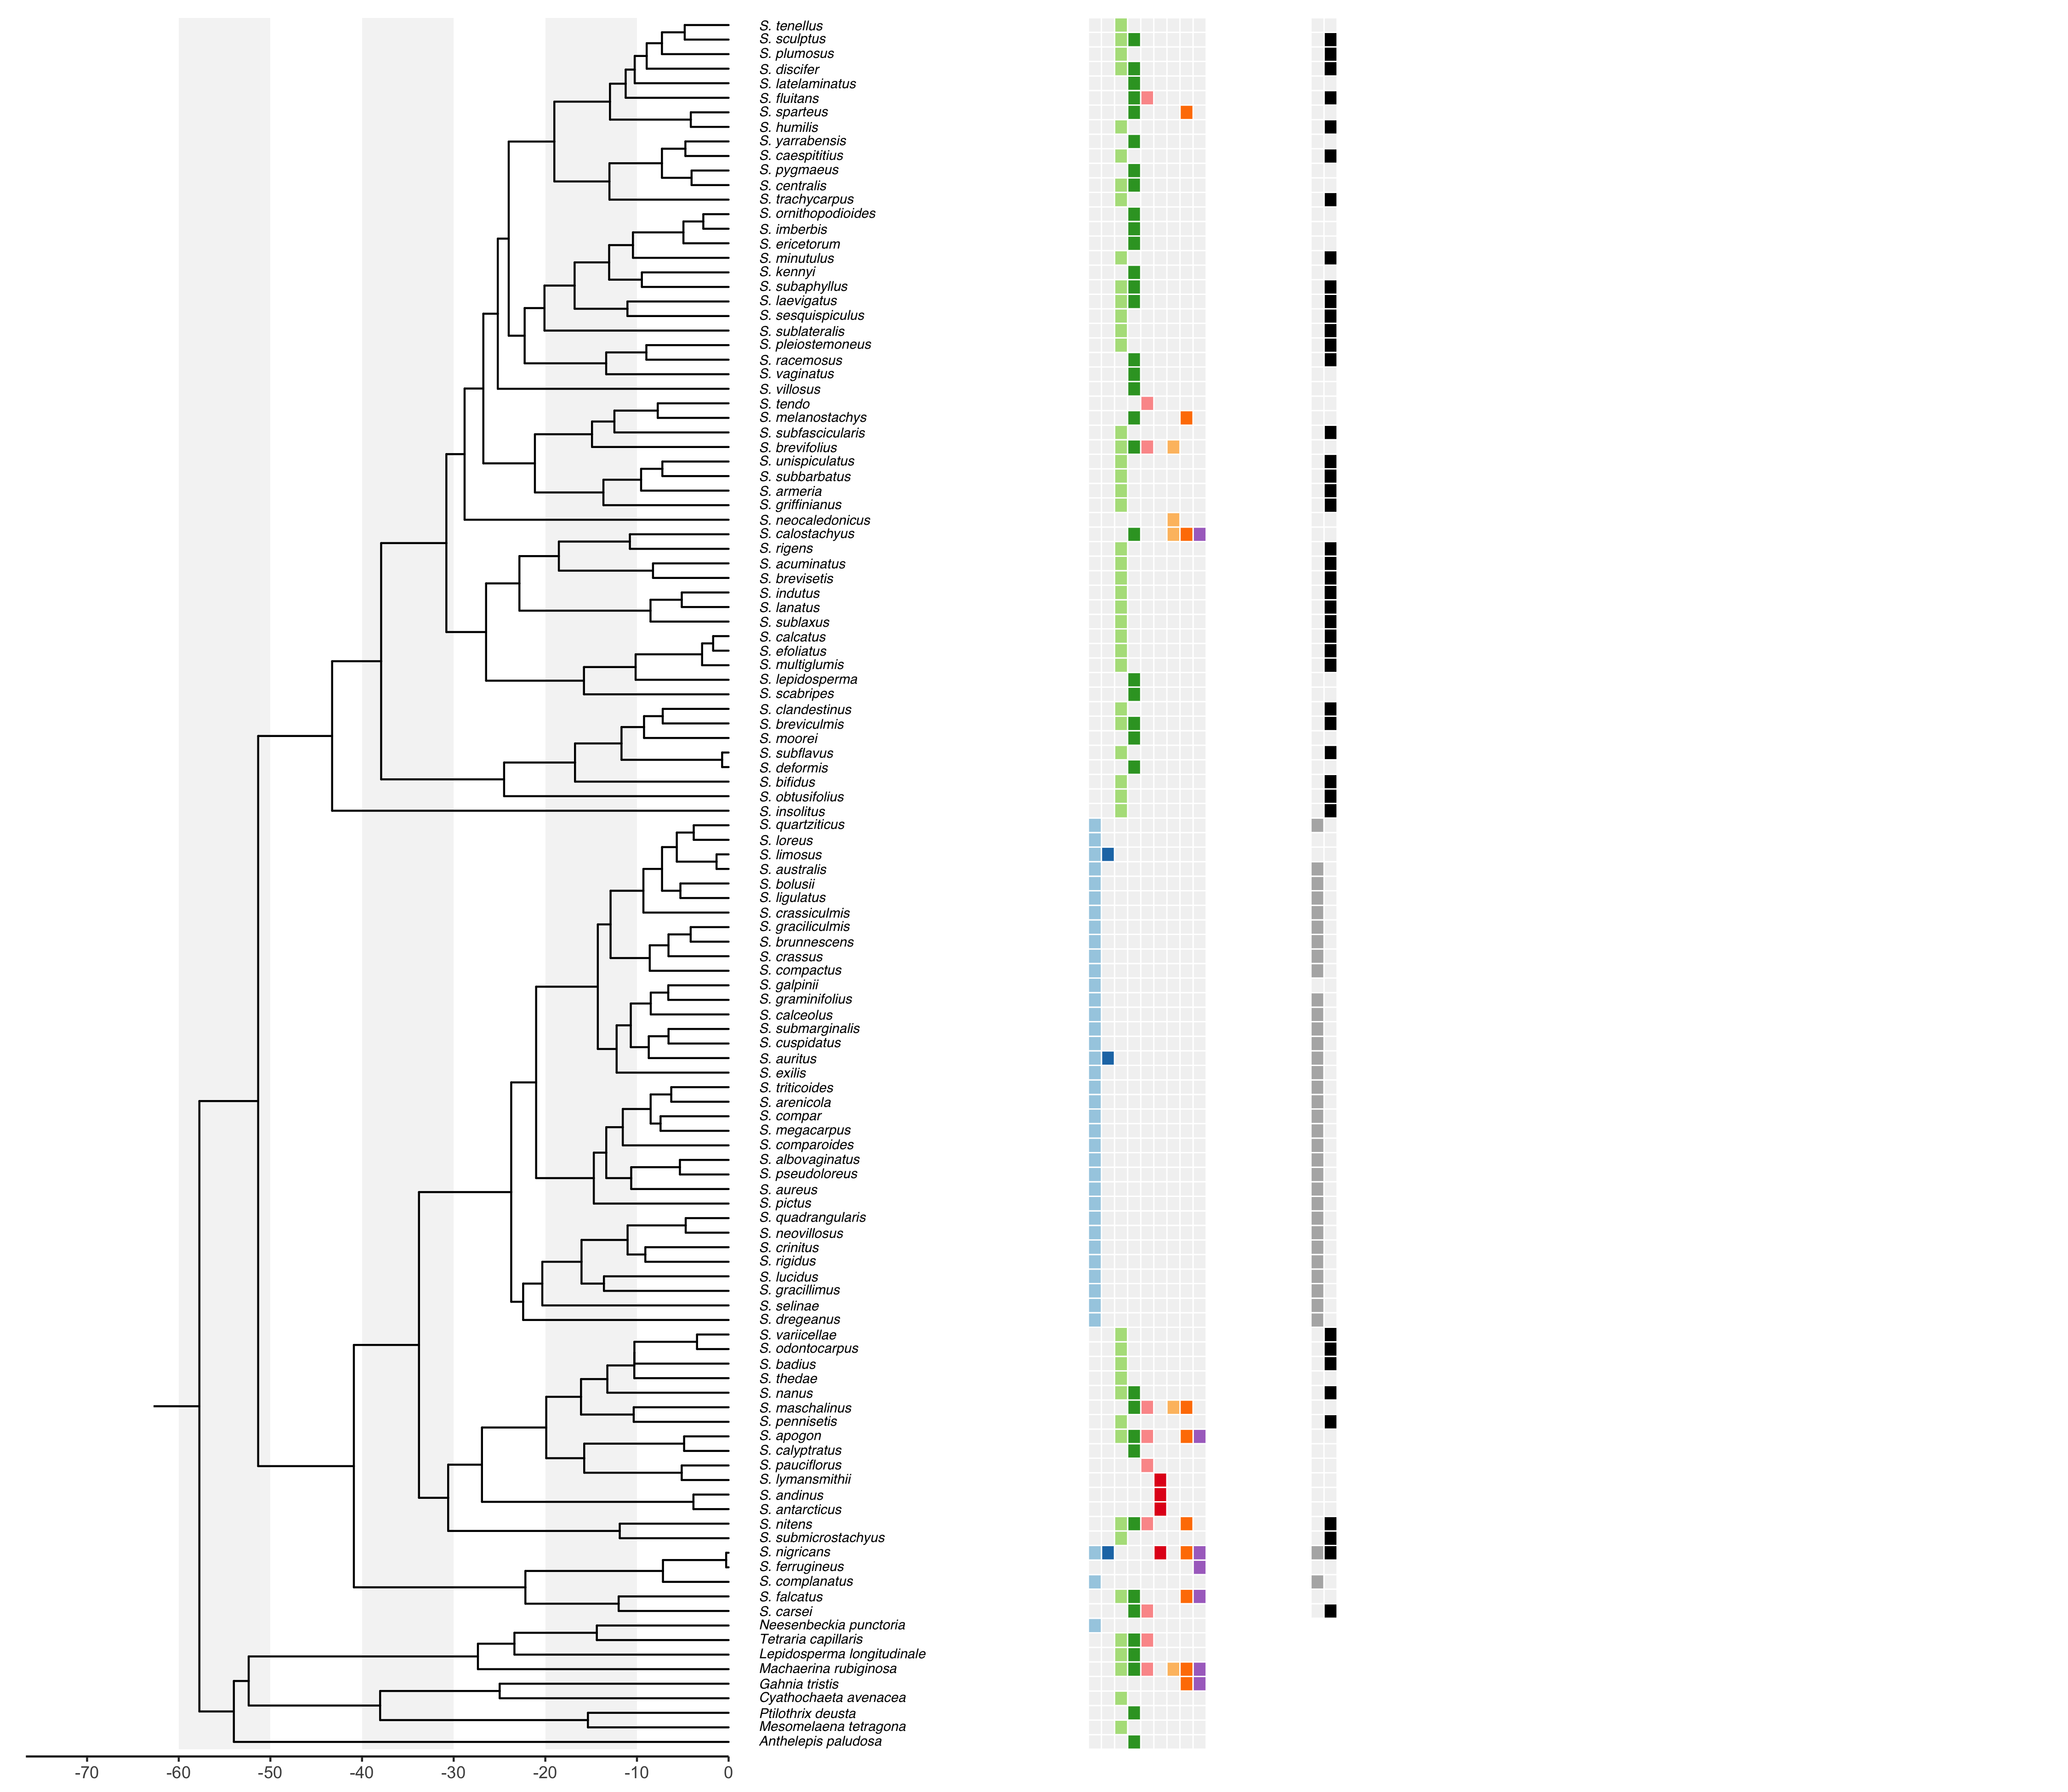 S. tenellus
S. sculptus
S. plumosus
S. discifer
S. latelaminatus
S. fluitans
S. sparteus
S. humilis
S. yarrabensis
S. caespititius
S. pygmaeus
S. centralis
S. trachycarpus
S. ornithopodioides
S. imberbis
S. ericetorum
S. minutulus
S. kennyi
S. subaphyllus
S. laevigatus
S. sesquispiculus
S. sublateralis
S. pleiostemoneus
S. racemosus
S. vaginatus
S. villosus
S. tendo
S. melanostachys
S. subfascicularis
S. brevifolius
S. unispiculatus
S. subbarbatus
S. armeria
S. griffinianus
S. neocaledonicus
S. calostachyus
S. rigens
S. acuminatus
S. brevisetis
S. indutus
S. lanatus
S. sublaxus
S. calcatus
S. efoliatus
S. multiglumis
S. lepidosperma
S. scabripes
S. clandestinus
S. breviculmis
S. moorei
S. subflavus
S. deformis
S. bifidus
S. obtusifolius
S. insolitus
S. quartziticus
S. loreus
S. limosus
S. australis
S. bolusii
S. ligulatus
S. crassiculmis
S. graciliculmis
S. brunnescens
S. crassus
S. compactus
S. galpinii
S. graminifolius
S. calceolus
S. submarginalis
S. cuspidatus
S. auritus
S. exilis
S. triticoides
S. arenicola
S. compar
S. megacarpus
S. comparoides
S. albovaginatus
S. pseudoloreus
S. aureus
S. pictus
S. quadrangularis
S. neovillosus
S. crinitus
S. rigidus
S. lucidus
S. gracillimus
S. selinae
S. dregeanus
S. variicellae
S. odontocarpus
S. badius
S. thedae
S. nanus
S. maschalinus
S. pennisetis
S. apogon
S. calyptratus
S. pauciflorus
S. lymansmithii
S. andinus
S. antarcticus
S. nitens
S. submicrostachyus
S. nigricans
S. ferrugineus
S. complanatus
S. falcatus
S. carsei
Neesenbeckia punctoria
Tetraria capillaris
Lepidosperma longitudinale
Machaerina rubiginosa
Gahnia tristis
Cyathochaeta avenacea
Ptilothrix deusta
Mesomelaena tetragona
Anthelepis paludosa
-70 -60 -50 -40 -30 -20 -10 0